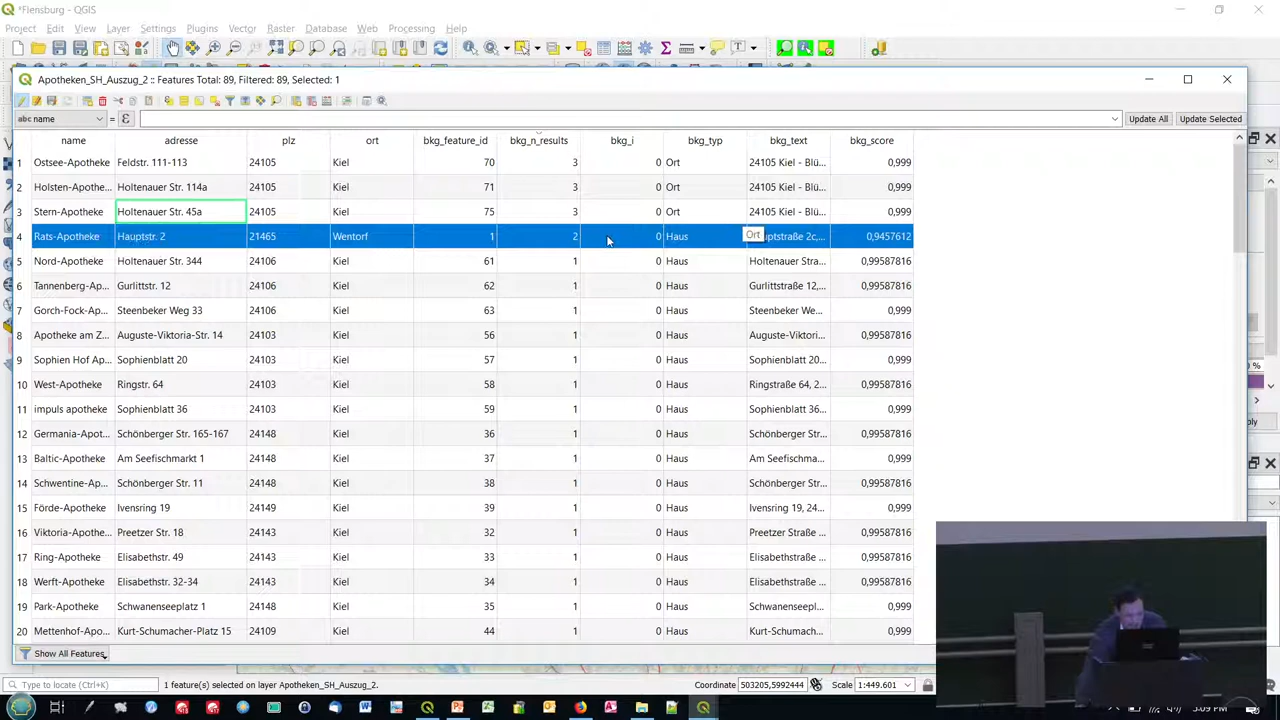 *Flensburg - QGIS
Project Edit View Layer Settings Plugins Vector Raster Database Web Processing Help
Apotheken_SH_Auszug_2 :: Features Total: 89, Filtered: 89, Selected: 1
abc name = ε Update All Update Selected
name adresse plz ort bkg_feature_id bkg_n_results bkg_i bkg_typ bkg_text bkg_score
1 Ostsee-Apotheke Feldstr. 111-113 24105 Kiel 70 3 0 Ort 24105 Kiel - Blü... 0,999
2 Holsten-Apothe... Holtenauer Str. 114a 24105 Kiel 71 3 0 Ort 24105 Kiel - Blü... 0,999
3 Stern-Apotheke Holtenauer Str. 45a 24105 Kiel 75 3 0 Ort 24105 Kiel - Blü... 0,999
4 Rats-Apotheke Hauptstr. 2 21465 Wentorf 1 2 0 Haus Ort uptstraße 2c,... 0,9457612
5 Nord-Apotheke Holtenauer Str. 344 24106 Kiel 61 1 0 Haus Holtenauer Stra... 0,99587816
6 Tannenberg-Ap... Gurlittstr. 12 24106 Kiel 62 1 0 Haus Gurlittstraße 12,... 0,99587816
7 Gorch-Fock-Ap... Steenbeker Weg 33 24106 Kiel 63 1 0 Haus Steenbeker We... 0,999
8 Apotheke am Z... Auguste-Viktoria-Str. 14 24103 Kiel 56 1 0 Haus Auguste-Viktori... 0,99587816
9 Sophien Hof Ap... Sophienblatt 20 24103 Kiel 57 1 0 Haus Sophienblatt 20... 0,999
10 West-Apotheke Ringstr. 64 24103 Kiel 58 1 0 Haus Ringstraße 64, 2... 0,99587816
11 impuls apotheke Sophienblatt 36 24103 Kiel 59 1 0 Haus Sophienblatt 36... 0,999
12 Germania-Apot... Schönberger Str. 165-167 24148 Kiel 36 1 0 Haus Schönberger Str... 0,99587816
13 Baltic-Apotheke Am Seefischmarkt 1 24148 Kiel 37 1 0 Haus Am Seefischma... 0,999
14 Schwentine-Ap... Schönberger Str. 11 24148 Kiel 38 1 0 Haus Schönberger Str... 0,99587816
15 Förde-Apotheke Ivensring 19 24149 Kiel 39 1 0 Haus Ivensring 19, 24... 0,999
16 Viktoria-Apothe... Preetzer Str. 18 24143 Kiel 32 1 0 Haus Preetzer Straße ... 0,99587816
17 Ring-Apotheke Elisabethstr. 49 24143 Kiel 33 1 0 Haus Elisabethstraße ... 0,99587816
18 Werft-Apotheke Elisabethstr. 32-34 24143 Kiel 34 1 0 Haus Elisabethstraße ... 0,99587816
19 Park-Apotheke Schwanenseeplatz 1 24148 Kiel 35 1 0 Haus Schwanenseepl... 0,999
20 Mettenhof-Apo... Kurt-Schumacher-Platz 15 24109 Kiel 44 1 0 Haus Kurt-Schumach... 0,999
Show All Features
Type to locate (Ctrl+K) 1 feature(s) selected on layer Apotheken_SH_Auszug_2. Coordinate 503205,5992444 Scale 1:449.601